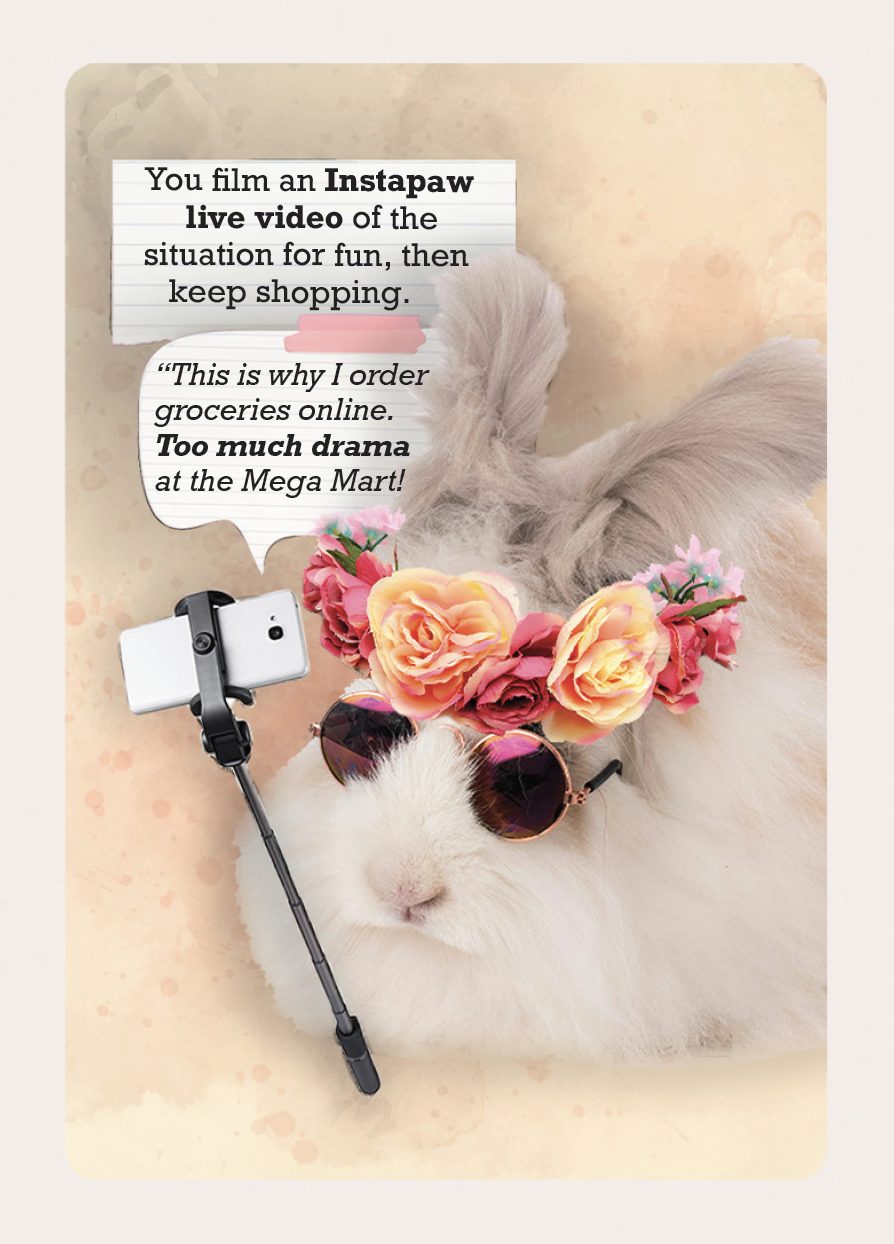 You film an Instapaw
live video of the
situation for fun, then
keep shopping.
“This is why I order
groceries online.
Too much drama
at the Mega Mart!